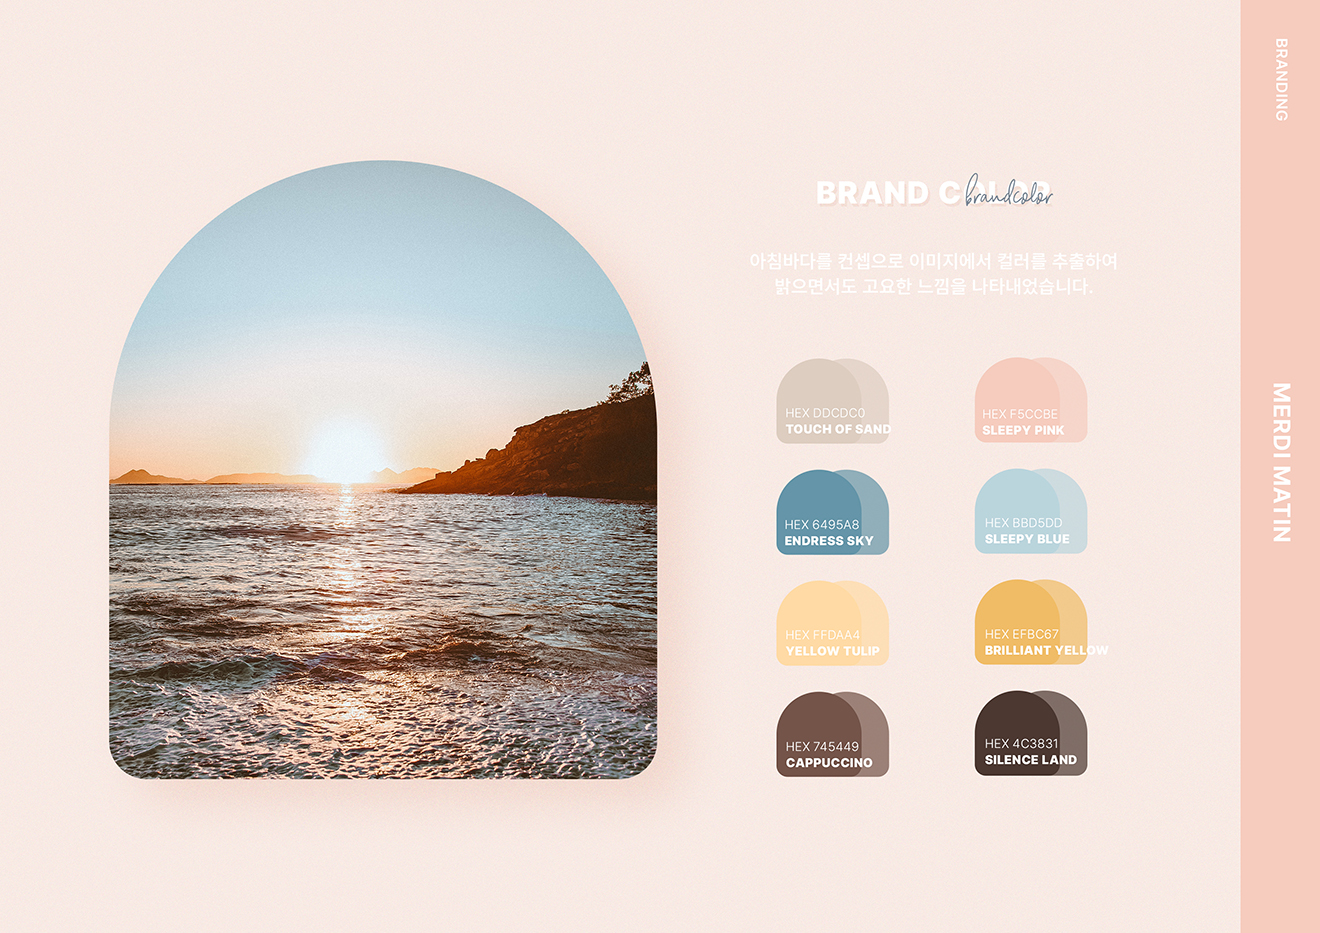 BRANDING
BRAND COLOR
brandcolor
아침바다를 컨셉으로 이미지에서 컬러를 추출하여
밝으면서도 고요한 느낌을 나타내었습니다.
HEX DDCDC0
TOUCH OF SAND
HEX F5CCBE
SLEEPY PINK
HEX 6495A8
ENDRESS SKY
HEX BBD5DD
SLEEPY BLUE
HEX FFDAA4
YELLOW TULIP
HEX EFBC67
BRILLIANT YELLOW
HEX 745449
CAPPUCCINO
HEX 4C3831
SILENCE LAND
MERDI MATIN